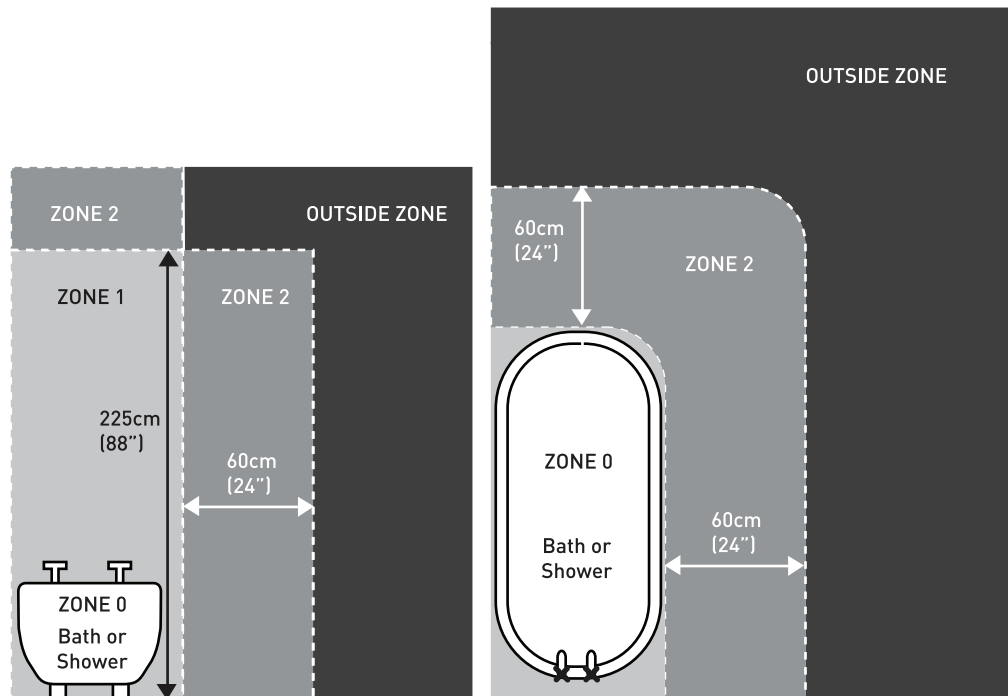 ZONE 2
OUTSIDE ZONE
ZONE 1
ZONE 2
225cm
(88”)
60cm
(24”)
ZONE 0
Bath or
Shower
OUTSIDE ZONE
60cm
(24”)
ZONE 2
ZONE 0
Bath or
Shower
60cm
(24”)